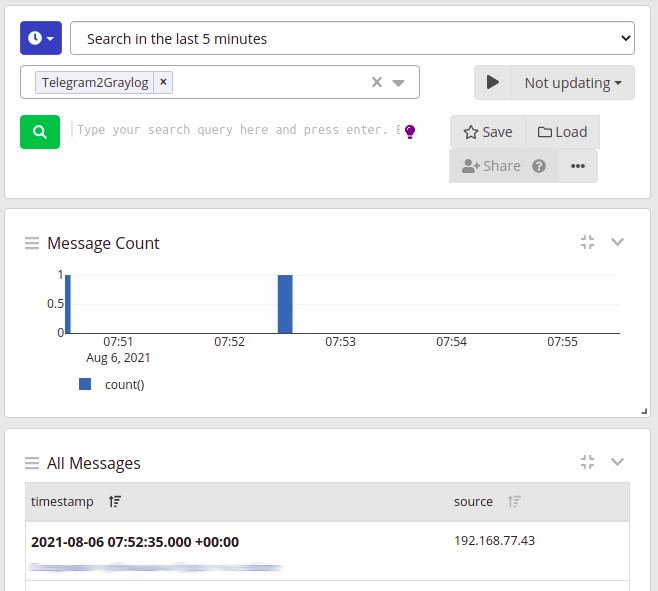 Search in the last 5 minutes
Telegram2Graylog ×
Not updating
Type your search query here and press enter.
Save
Load
Share
?
Message Count
1
0.5
0
07:51 07:52 07:53 07:54 07:55
Aug 6, 2021
count()
All Messages
timestamp source
2021-08-06 07:52:35.000 +00:00 192.168.77.43